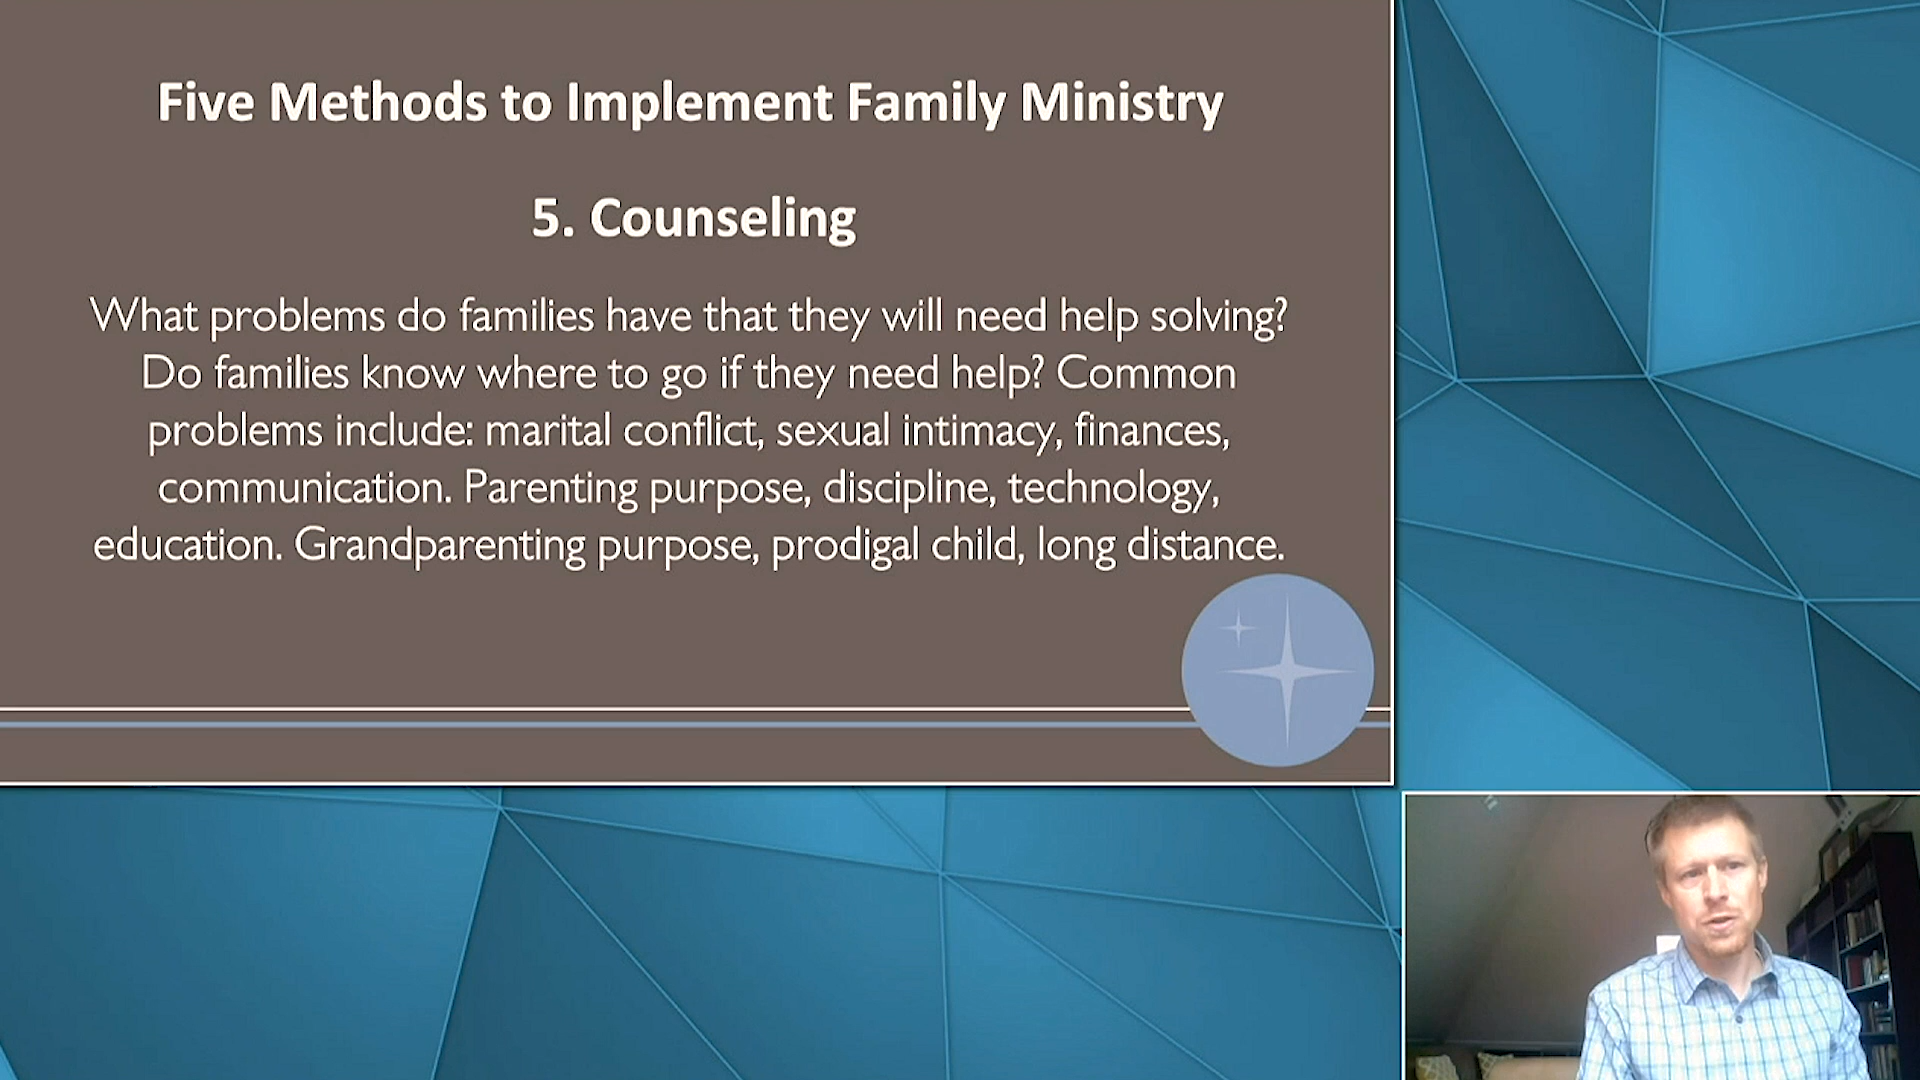 Five Methods to Implement Family Ministry
5. Counseling
What problems do families have that they will need help solving?
Do families know where to go if they need help? Common
problems include: marital conflict, sexual intimacy, finances,
communication. Parenting purpose, discipline, technology,
education. Grandparenting purpose, prodigal child, long distance.